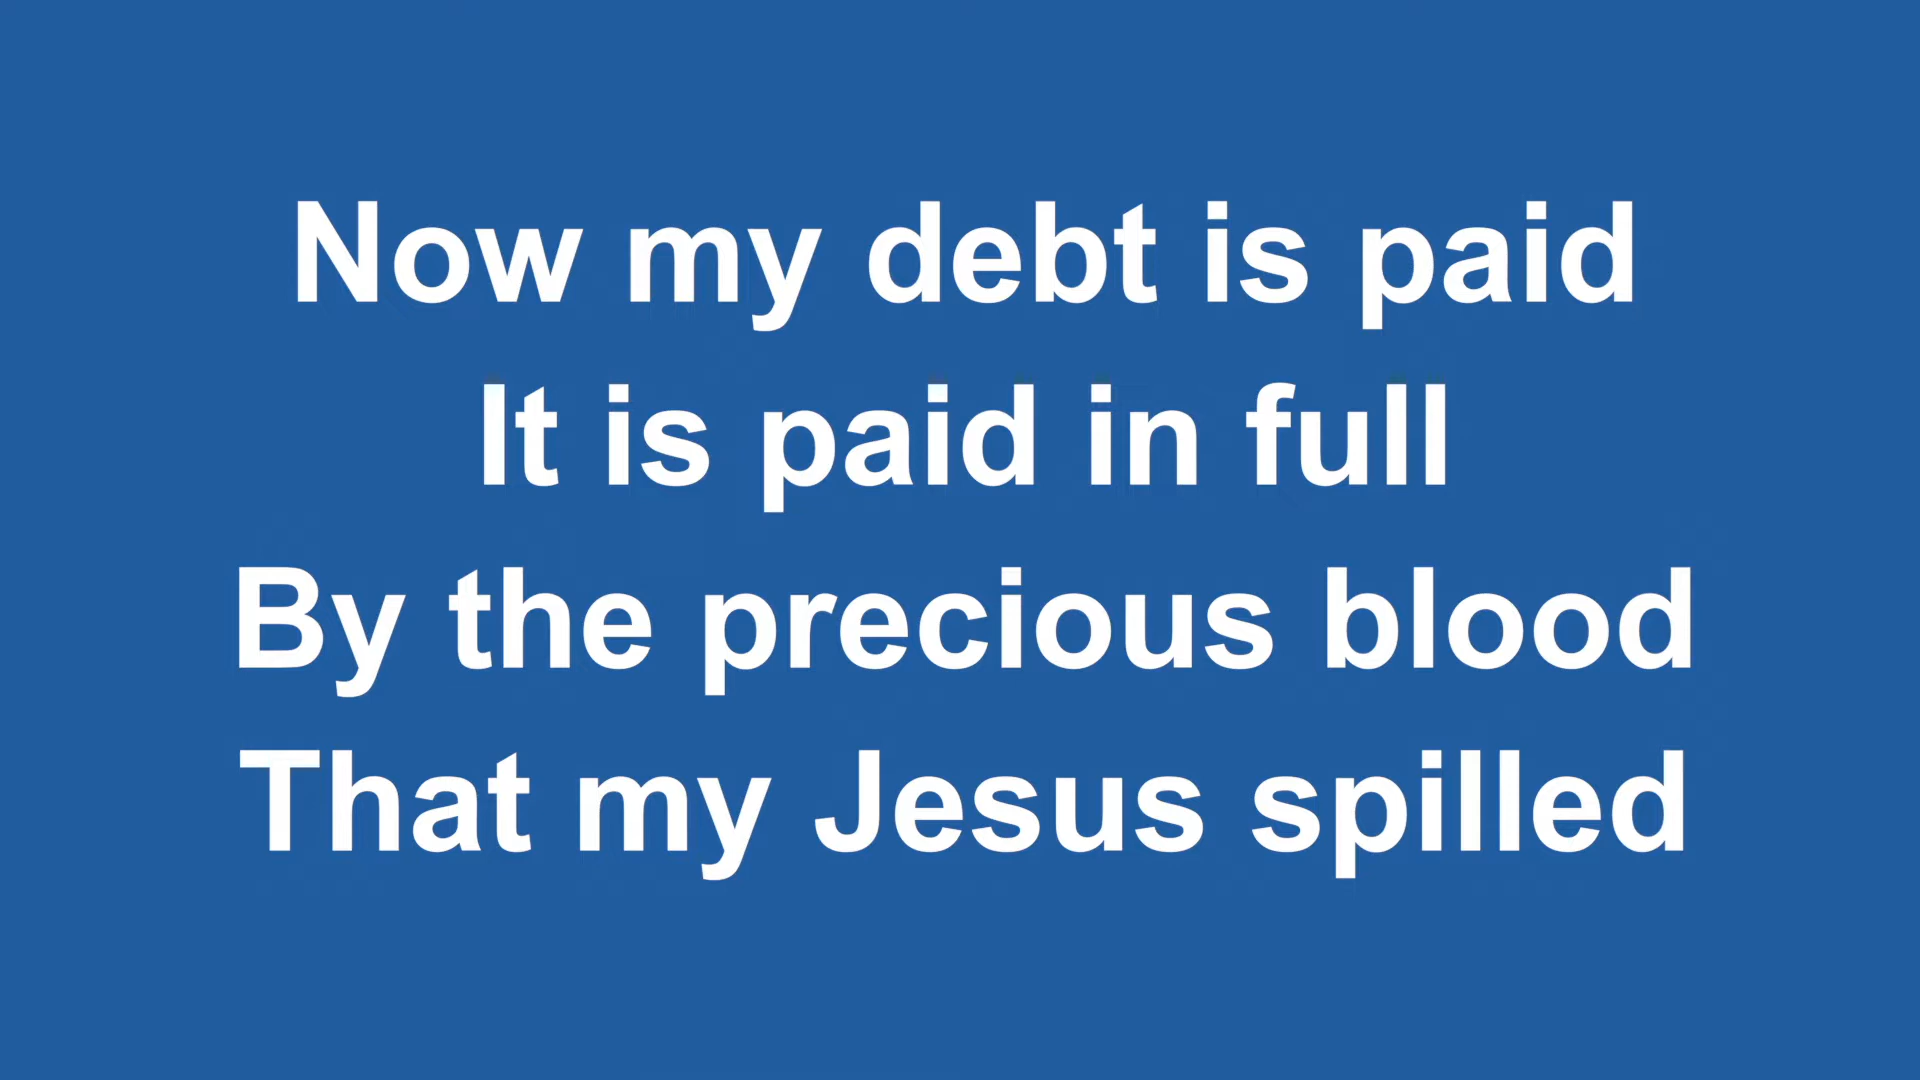 Now my debt is paid
It is paid in full
By the precious blood
That my Jesus spilled